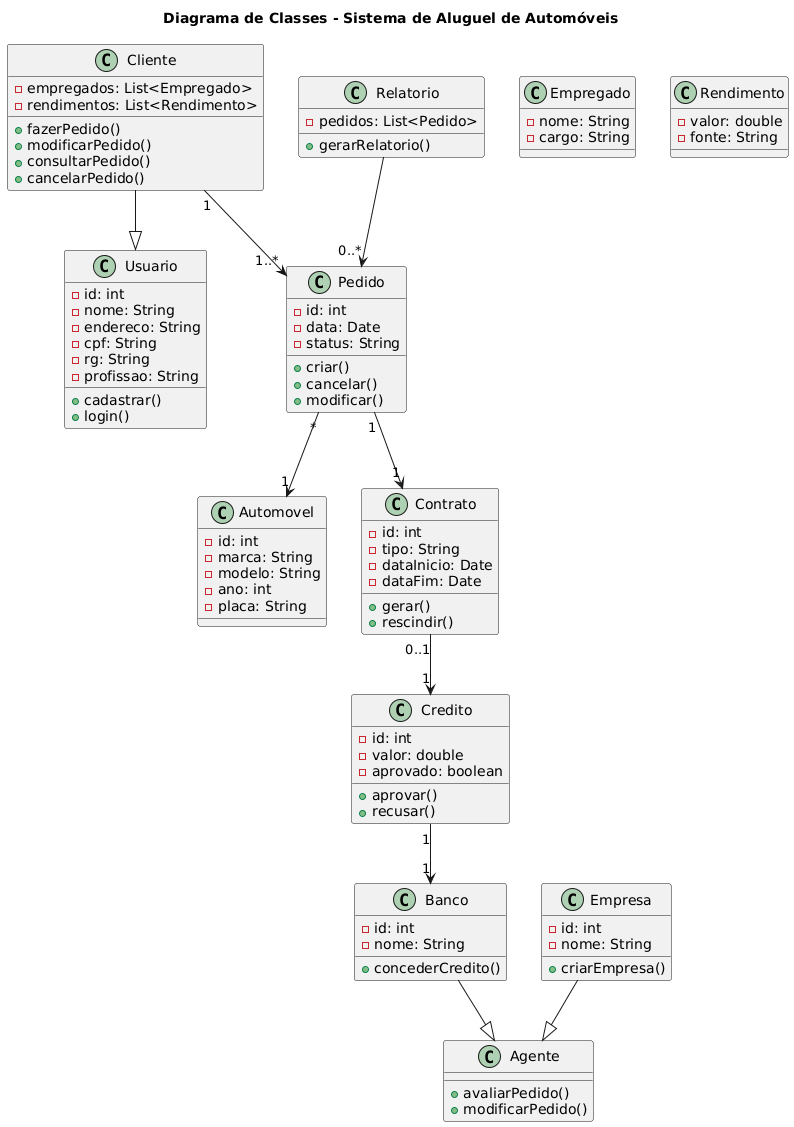 Diagrama de Classes - Sistema de Aluguel de Automóveis
C Cliente
empregados: List<Empregado>
rendimentos: List<Rendimento>
fazerPedido()
modificarPedido()
consultarPedido()
cancelarPedido()
C Relatorio
pedidos: List<Pedido>
gerarRelatorio()
C Empregado
nome: String
cargo: String
C Rendimento
valor: double
fonte: String
1
1..*
0..*
C Usuario
id: int
nome: String
endereco: String
cpf: String
rg: String
profissao: String
cadastrar()
login()
C Pedido
id: int
data: Date
status: String
criar()
cancelar()
modificar()
*
1
1
1
C Automovel
id: int
marca: String
modelo: String
ano: int
placa: String
C Contrato
id: int
tipo: String
dataInicio: Date
dataFim: Date
gerar()
rescindir()
0..1
1
C Credito
id: int
valor: double
aprovado: boolean
aprovar()
recusar()
1
1
C Banco
id: int
nome: String
concederCredito()
C Empresa
id: int
nome: String
criarEmpresa()
C Agente
avaliarPedido()
modificarPedido()